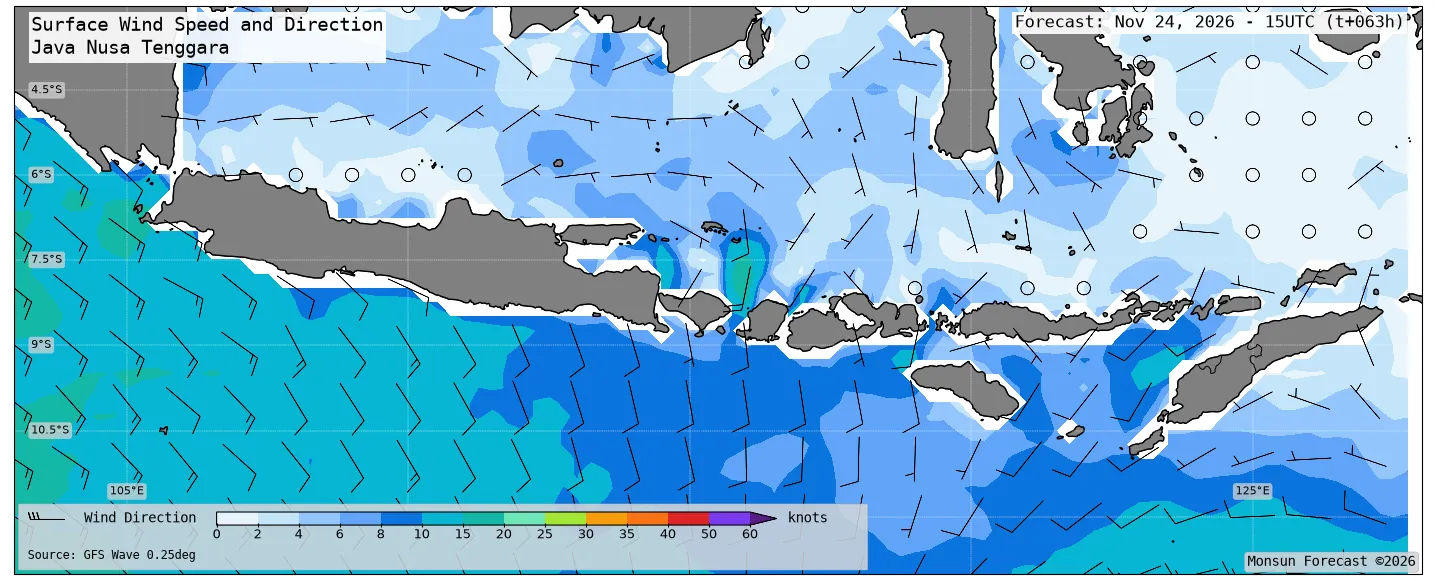 Surface Wind Speed and Direction
Java Nusa Tenggara
Forecast: Nov 24, 2026 - 15UTC (t+063h)
4.5°S
6°S
7.5°S
9°S
10.5°S
105°E
125°E
Wind Direction
0 2 4 6 8 10 15 20 25 30 35 40 50 60 knots
Source: GFS Wave 0.25deg
Monsun Forecast ©2026